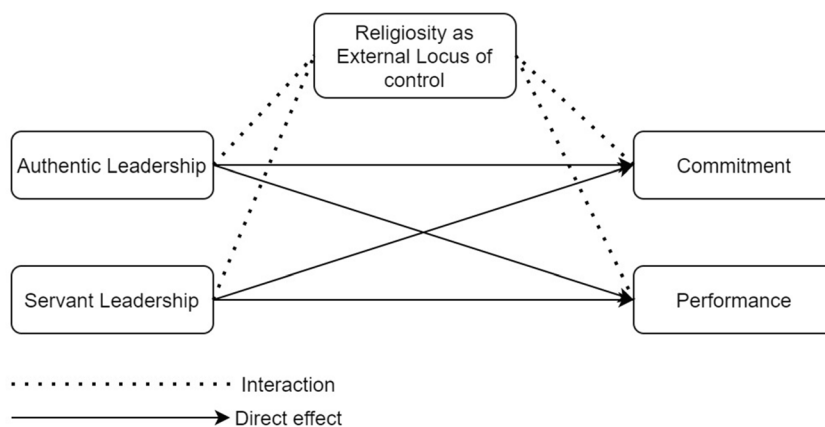 Religiosity as
External Locus of
control
Authentic Leadership
Commitment
Servant Leadership
Performance
Interaction
Direct effect